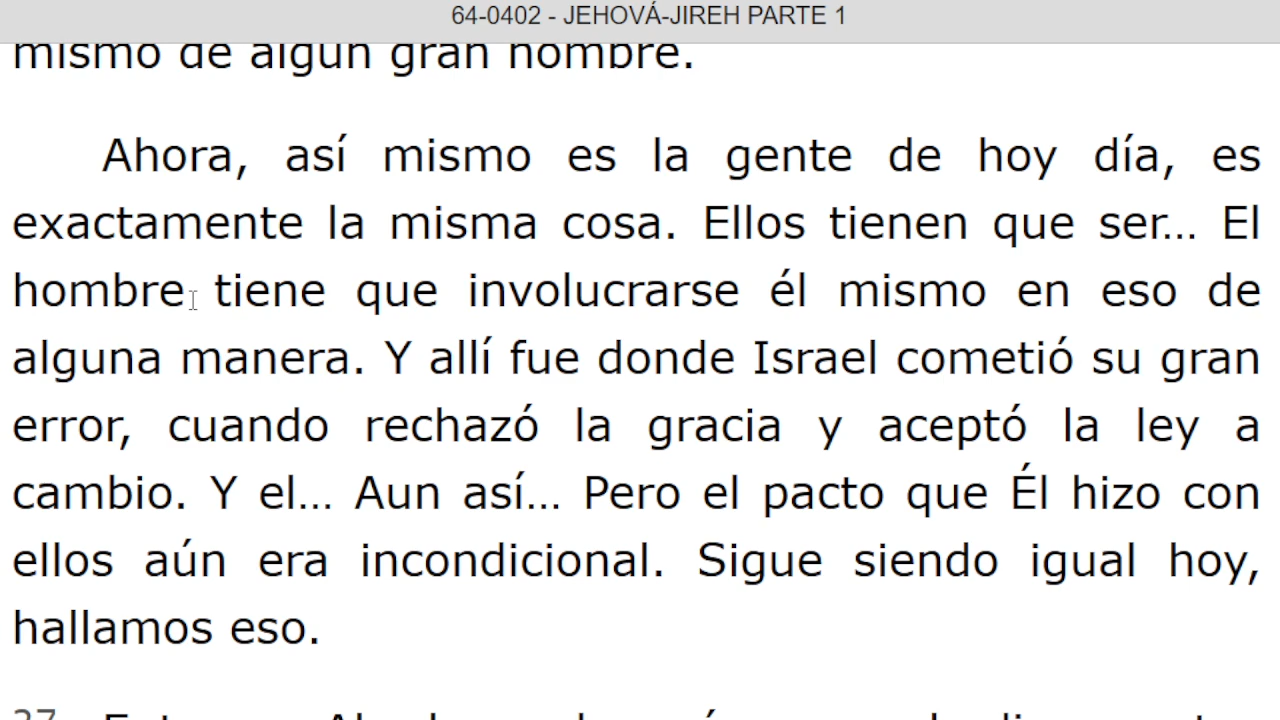 64-0402 - JEHOVÁ-JIREH PARTE 1
mismo de algún gran hombre.
Ahora, así mismo es la gente de hoy día, es
exactamente la misma cosa. Ellos tienen que ser... El
hombre tiene que involucrarse él mismo en eso de
alguna manera. Y allí fue donde Israel cometió su gran
error, cuando rechazó la gracia y aceptó la ley a
cambio. Y el... Aun así... Pero el pacto que Él hizo con
ellos aún era incondicional. Sigue siendo igual hoy,
hallamos eso.